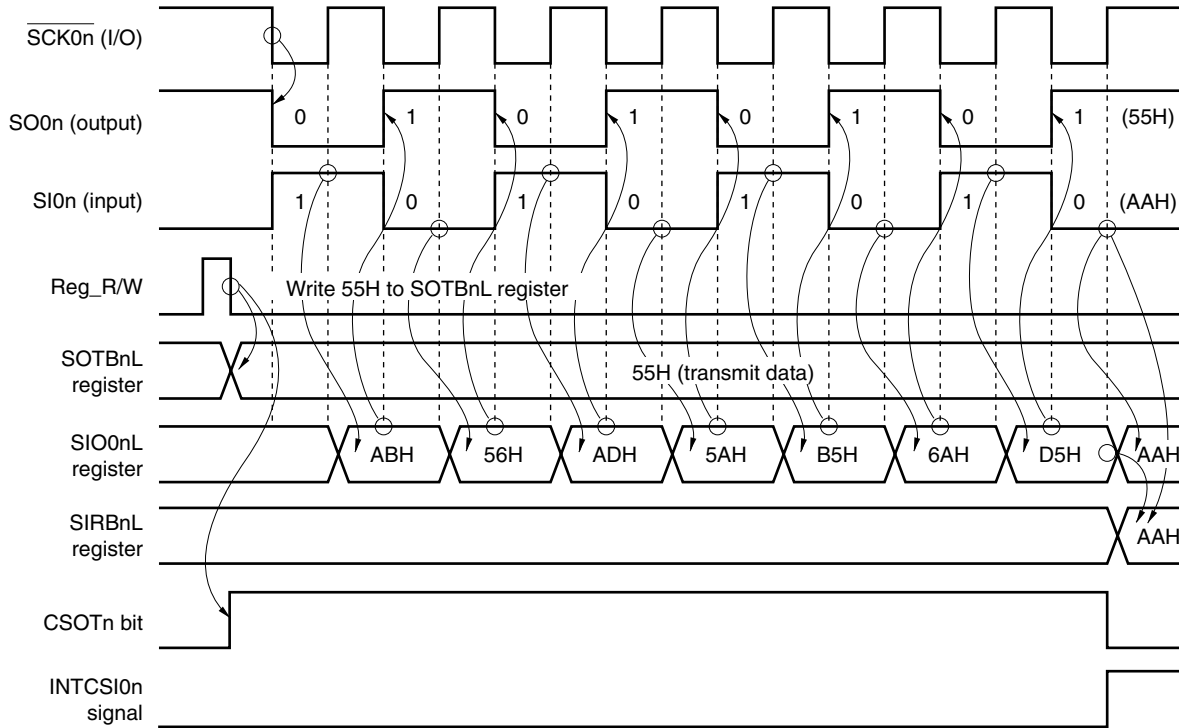 SCK0n (I/O)
SO0n (output) 0 1 0 1 0 1 0 1 (55H)
SI0n (input) 1 0 1 0 1 0 1 0 (AAH)
Reg_R/W Write 55H to SOTBnL register
SOTBnL
register
55H (transmit data)
SIO0nL
register
ABH 56H ADH 5AH B5H 6AH D5H AAH
SIRBnL
register
AAH
CSOTn bit
INTCSI0n
signal